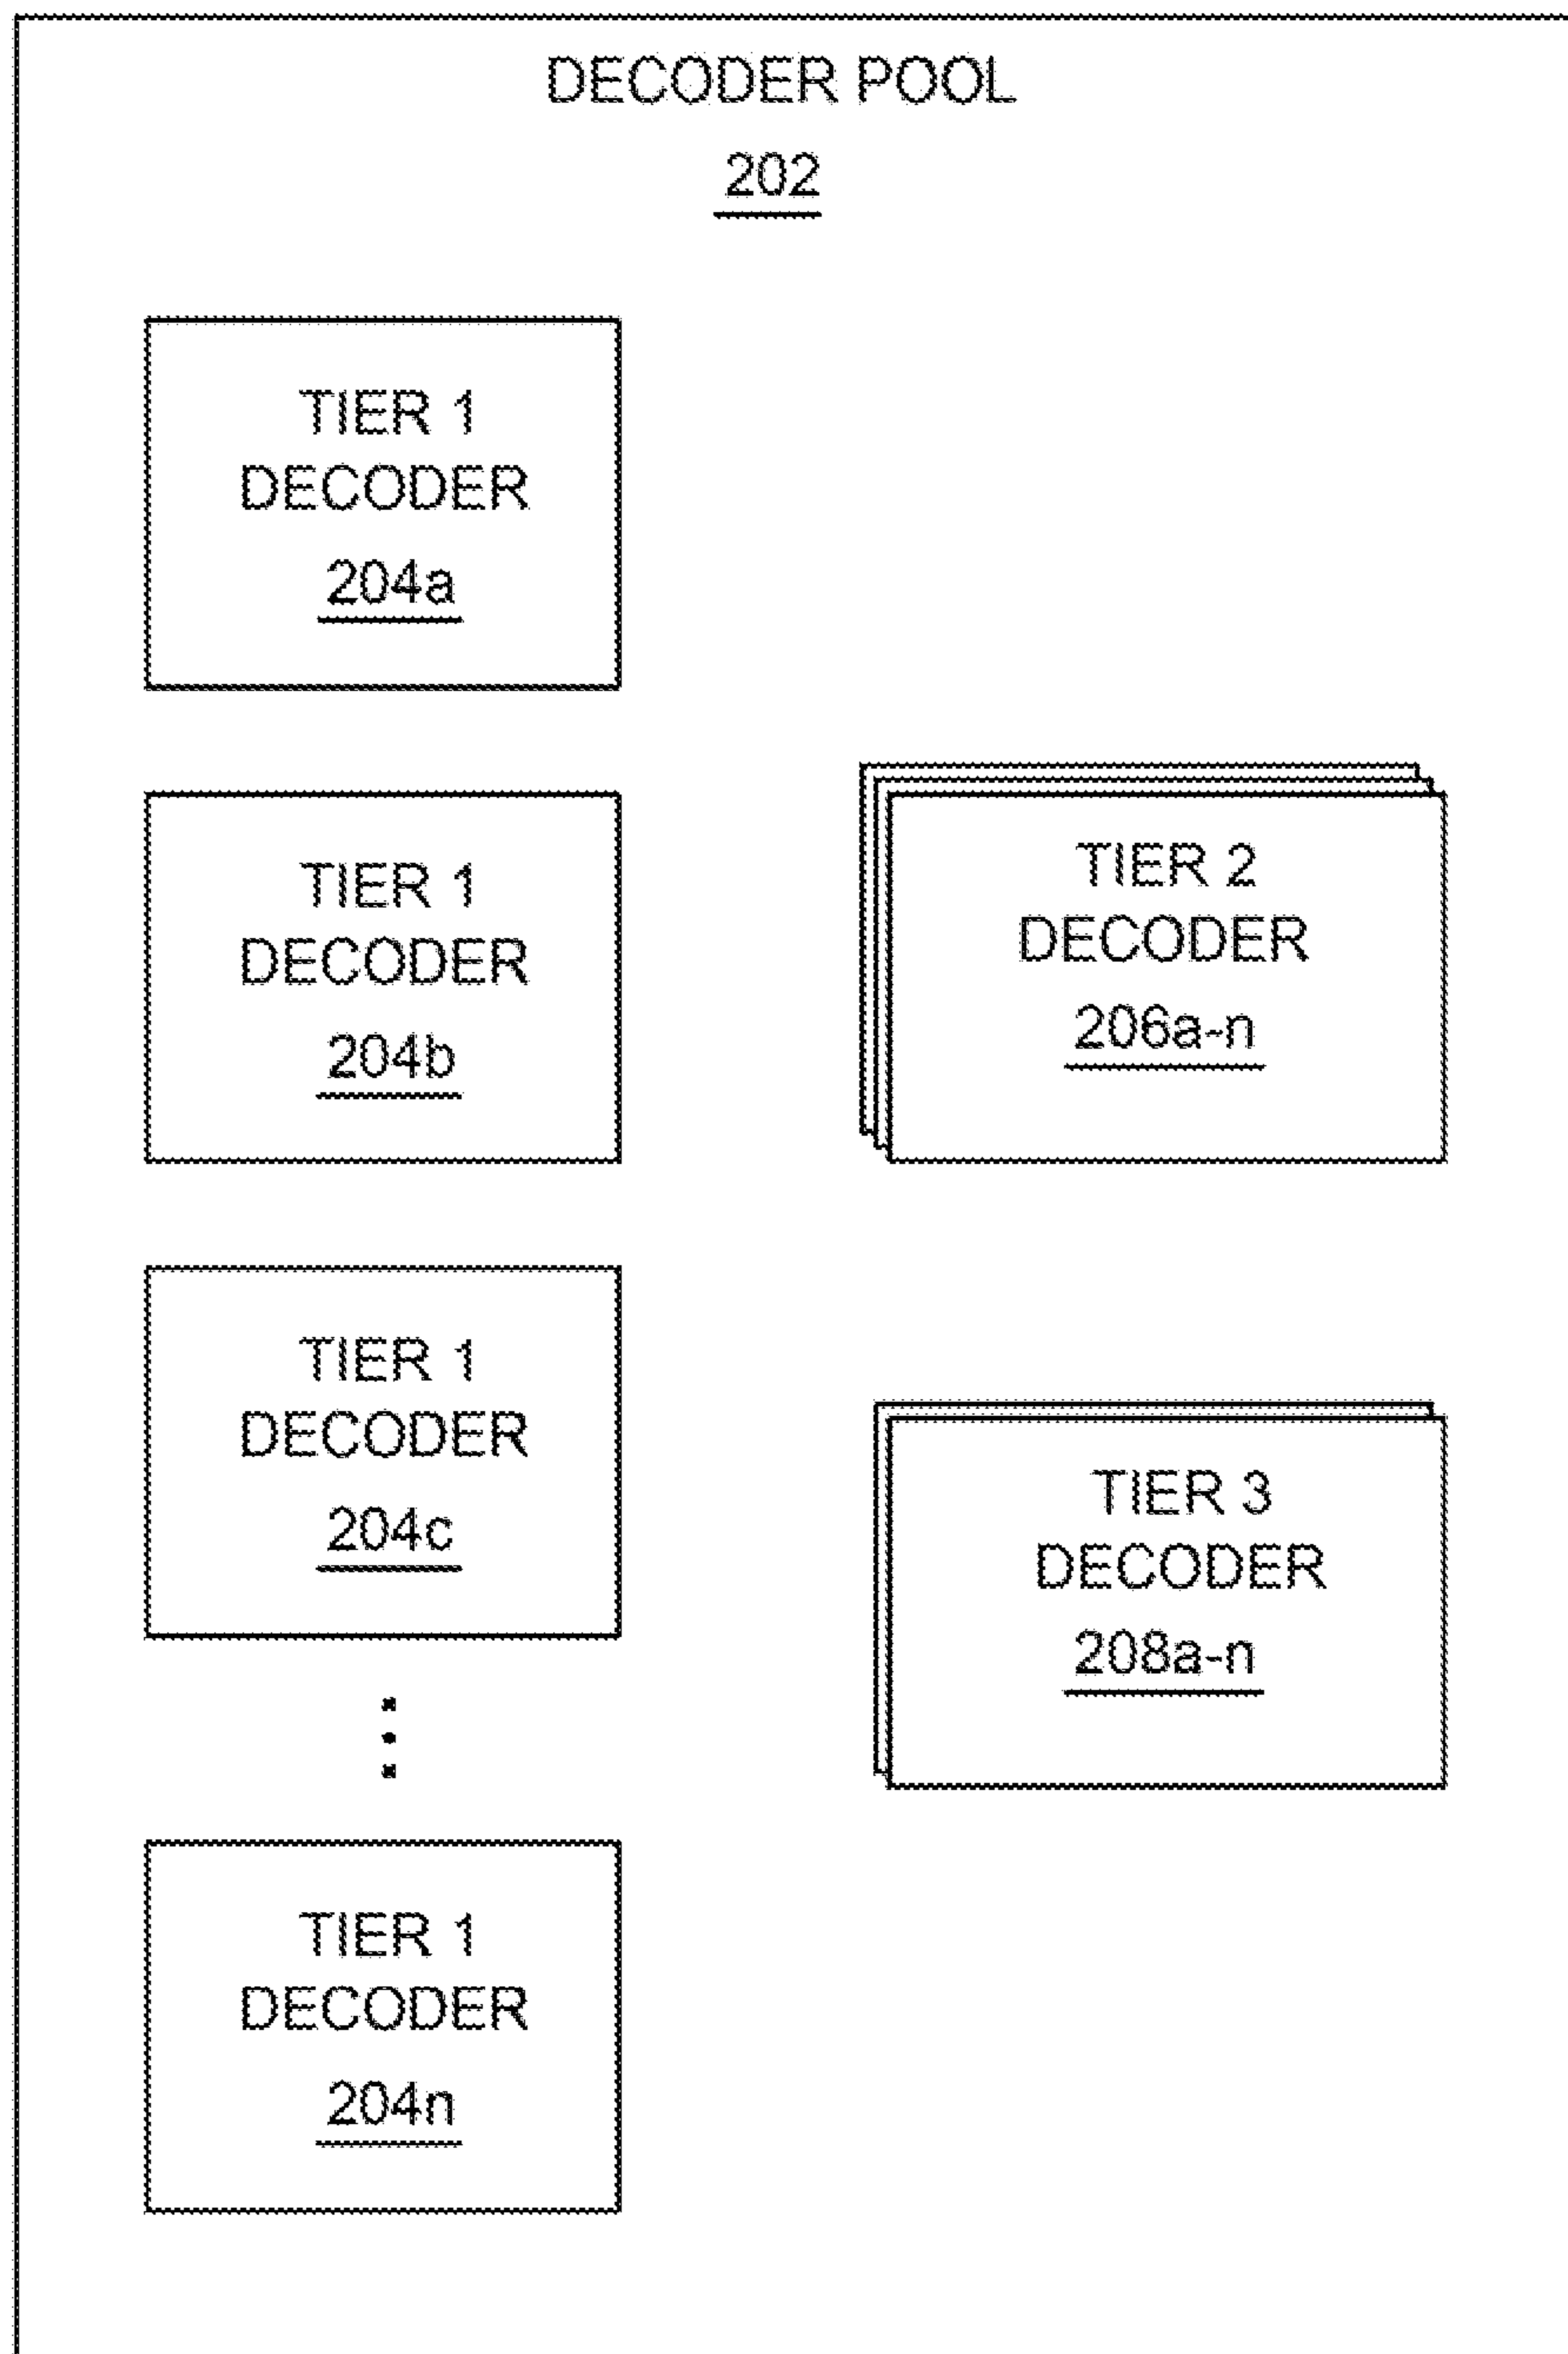 DECODER POOL
202
TIER 1
DECODER
204a
TIER 1
DECODER
204b
TIER 1
DECODER
204c
TIER 1
DECODER
204n
TIER 2
DECODER
206a-n
TIER 3
DECODER
208a-n